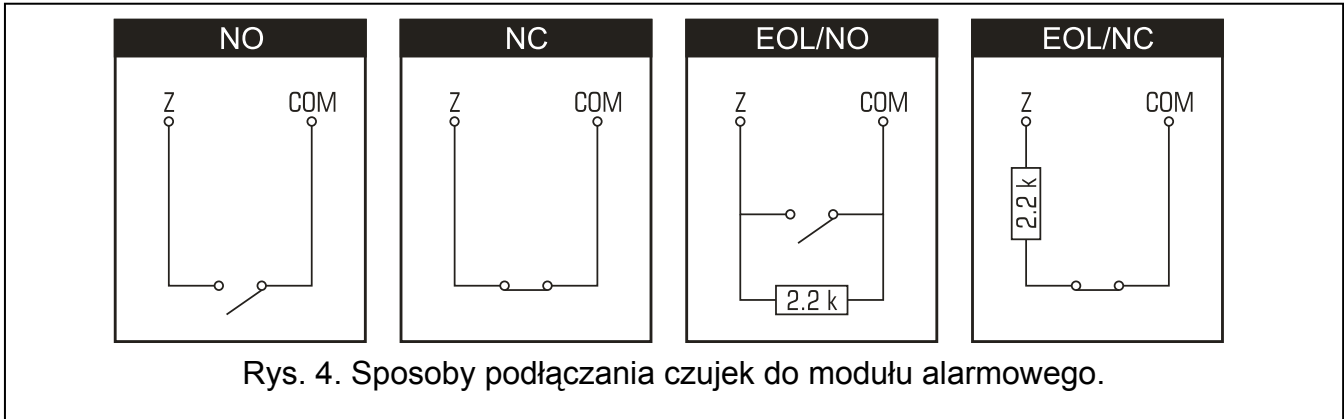 NO
Z COM
NC
Z COM
EOL/NO
Z COM
2.2 k
EOL/NC
Z COM
2.2 k
Rys. 4. Sposoby podłączania czujek do modułu alarmowego.